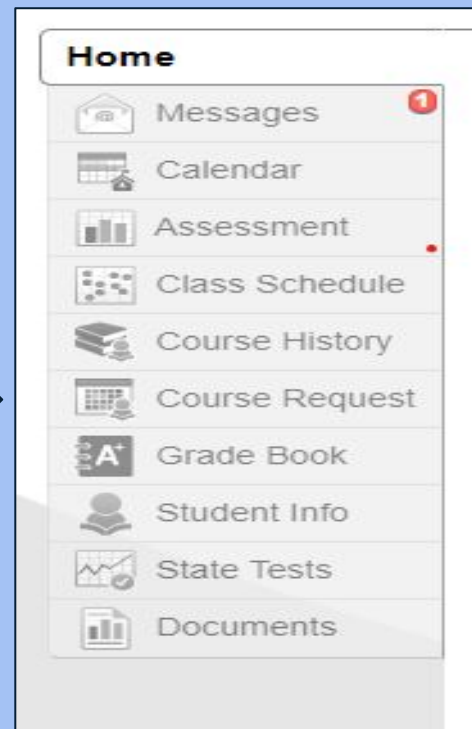 Home
Messages 1
Calendar
Assessment
Class Schedule
Course History
Course Request
A+ Grade Book
Student Info
State Tests
Documents